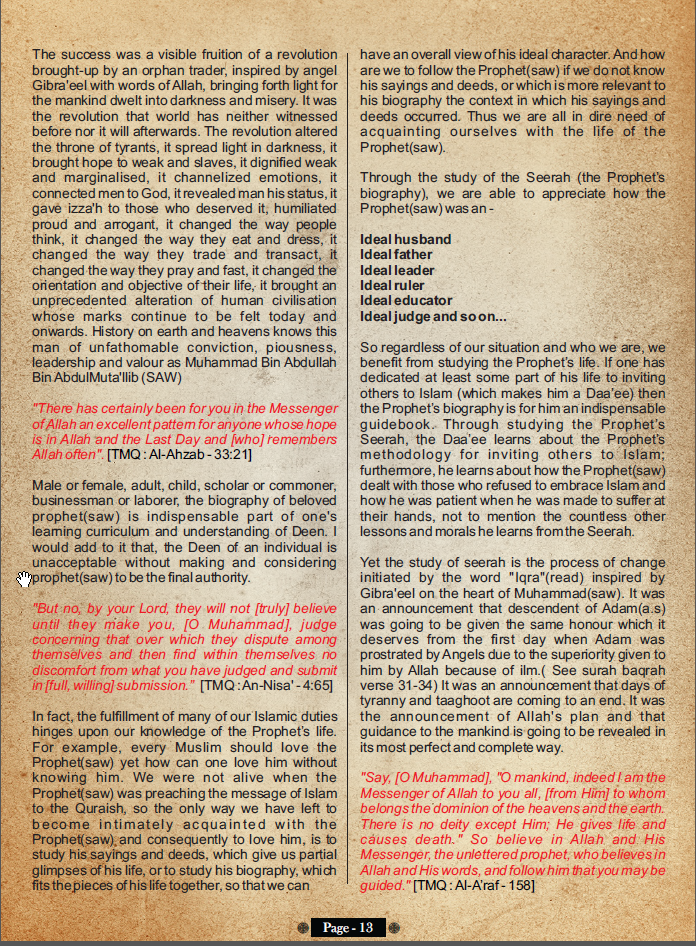 The success was a visible fruition of a revolution
brought-up by an orphan trader, inspired by angel
Gibra'eel with words of Allah, bringing forth light for
the mankind dwelt into darkness and misery. It was
the revolution that world has neither witnessed
before nor it will afterwards. The revolution altered
the throne of tyrants, it spread light in darkness, it
brought hope to weak and slaves, it dignified weak
and marginalised, it channelized emotions, it
connected men to God, it revealed man his status, it
gave izza'h to those who deserved it, humiliated
proud and arrogant, it changed the way people
think, it changed the way they eat and dress, it
changed the way they trade and transact, it
changed the way they pray and fast, it changed the
orientation and objective of their life, it brought an
unprecedented alteration of human civilisation
whose marks continue to be felt today and
onwards. History on earth and heavens knows this
man of unfathomable conviction, piousness,
leadership and valour as Muhammad Bin Abdullah
Bin AbdulMuta'llib (SAW)
"There has certainly been for you in the Messenger
of Allah an excellent pattern for anyone whose hope
is in Allah and the Last Day and [who] remembers
Allah often". [TMQ : Al-Ahzab - 33:21]
Male or female, adult, child, scholar or commoner,
businessman or laborer, the biography of beloved
prophet(saw) is indispensable part of one's
learning curriculum and understanding of Deen. I
would add to it that, the Deen of an individual is
unacceptable without making and considering
prophet(saw) to be the final authority.
"But no, by your Lord, they will not [truly] believe
until they make you, [O Muhammad], judge
concerning that over which they dispute among
themselves and then find within themselves no
discomfort from what you have judged and submit
in [full, willing] submission." [TMQ : An-Nisa' - 4:65]
In fact, the fulfillment of many of our Islamic duties
hinges upon our knowledge of the Prophet's life.
For example, every Muslim should love the
Prophet(saw) yet how can one love him without
knowing him. We were not alive when the
Prophet(saw) was preaching the message of Islam
to the Quraish, so the only way we have left to
become intimately acquainted with the
Prophet(saw), and consequently to love him, is to
study his sayings and deeds, which give us partial
glimpses of his life, or to study his biography, which
fits the pieces of his life together, so that we can
have an overall view of his ideal character. And how
are we to follow the Prophet(saw) if we do not know
his sayings and deeds, or which is more relevant to
his biography the context in which his sayings and
deeds occurred. Thus we are all in dire need of
acquainting ourselves with the life of the
Prophet(saw).
Through the study of the Seerah (the Prophet's
biography), we are able to appreciate how the
Prophet(saw) was an -
Ideal husband
Ideal father
Ideal leader
Ideal ruler
Ideal educator
Ideal judge and so on...
So regardless of our situation and who we are, we
benefit from studying the Prophet's life. If one has
dedicated at least some part of his life to inviting
others to Islam (which makes him a Daa'ee) then
the Prophet's biography is for him an indispensable
guidebook. Through studying the Prophet's
Seerah, the Daa'ee learns about the Prophet's
methodology for inviting others to Islam;
furthermore, he learns about how the Prophet(saw)
dealt with those who refused to embrace Islam and
how he was patient when he was made to suffer at
their hands, not to mention the countless other
lessons and morals he learns from the Seerah.
Yet the study of seerah is the process of change
initiated by the word "Iqra"(read) inspired by
Gibra'eel on the heart of Muhammad(saw). It was
an announcement that descendent of Adam(a.s)
was going to be given the same honour which it
deserves from the first day when Adam was
prostrated by Angels due to the superiority given to
him by Allah because of ilm.( See surah baqrah
verse 31-34) It was an announcement that days of
tyranny and taaghoot are coming to an end. It was
the announcement of Allah's plan and that
guidance to the mankind is going to be revealed in
its most perfect and complete way.
"Say, [O Muhammad], "O mankind, indeed I am the
Messenger of Allah to you all, [from Him] to whom
belongs the dominion of the heavens and the earth.
There is no deity except Him; He gives life and
causes death." So believe in Allah and His
Messenger, the unlettered prophet, who believes in
Allah and His words, and follow him that you may be
guided." [TMQ : Al-A'raf - 158]
Page - 13